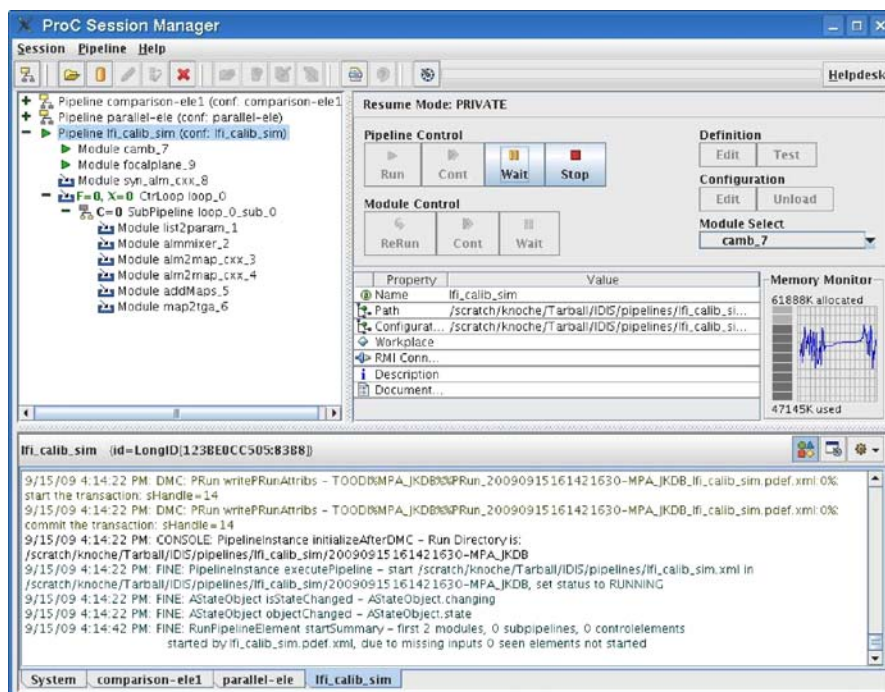 ProC Session Manager
Session Pipeline Help
Helpdesk
Pipeline comparison-ele1 (conf: comparison-ele1
Pipeline parallel-ele (conf: parallel-ele)
Pipeline lfi_calib_sim (conf: lfi_calib_sim)
Module camb_7
Module focalplane_9
Module syn_alm_cxx_8
F=0, X=0 CtrLoop loop_0
C=0 SubPipeline loop_0_sub_0
Module list2param_1
Module almmixer_2
Module alm2map_cxx_3
Module alm2map_cxx_4
Module addMaps_5
Module map2tga_6
Resume Mode: PRIVATE
Pipeline Control
Run Cont Wait Stop
Module Control
ReRun Cont Wait
Definition
Edit Test
Configuration
Edit Unload
Module Select
camb_7
Property Value
Name lfi_calib_sim
Path /scratch/knoche/Tarball/IDIS/pipelines/lfi_calib_si...
Configurat... /scratch/knoche/Tarball/IDIS/pipelines/lfi_calib_si...
Workplace
RMI Conn...
Description
Document...
Memory Monitor
61888K allocated
47145K used
lfi_calib_sim (id=LongID[123BE0CC505:83B8])
9/15/09 4:14:22 PM: DMC: PRun writePRunAttribs - TOODI%MPA_JKDB%%PRun_20090915161421630-MPA_JKDB_lfi_calib_sim.pdef.xml:0%:
start the transaction: sHandle=14
9/15/09 4:14:22 PM: DMC: PRun writePRunAttribs - TOODI%MPA_JKDB%%PRun_20090915161421630-MPA_JKDB_lfi_calib_sim.pdef.xml:0%:
commit the transaction: sHandle=14
9/15/09 4:14:22 PM: CONSOLE: PipelineInstance initializeAfterDMC - Run Directory is:
/scratch/knoche/Tarball/IDIS/pipelines/lfi_calib_sim/20090915161421630-MPA_JKDB
9/15/09 4:14:22 PM: FINE: PipelineInstance executePipeline - start /scratch/knoche/Tarball/IDIS/pipelines/lfi_calib_sim.xml in
/scratch/knoche/Tarball/IDIS/pipelines/lfi_calib_sim/20090915161421630-MPA_JKDB, set status to RUNNING
9/15/09 4:14:22 PM: FINE: AStateObject isStateChanged - AStateObject.changing
9/15/09 4:14:22 PM: FINE: AStateObject objectChanged - AStateObject.state
9/15/09 4:14:42 PM: FINE: RunPipelineElement startSummary - first 2 modules, 0 subpipelines, 0 controlelements
started by lfi_calib_sim.pdef.xml, due to missing inputs 0 seen elements not started
System comparison-ele1 parallel-ele lfi_calib_sim